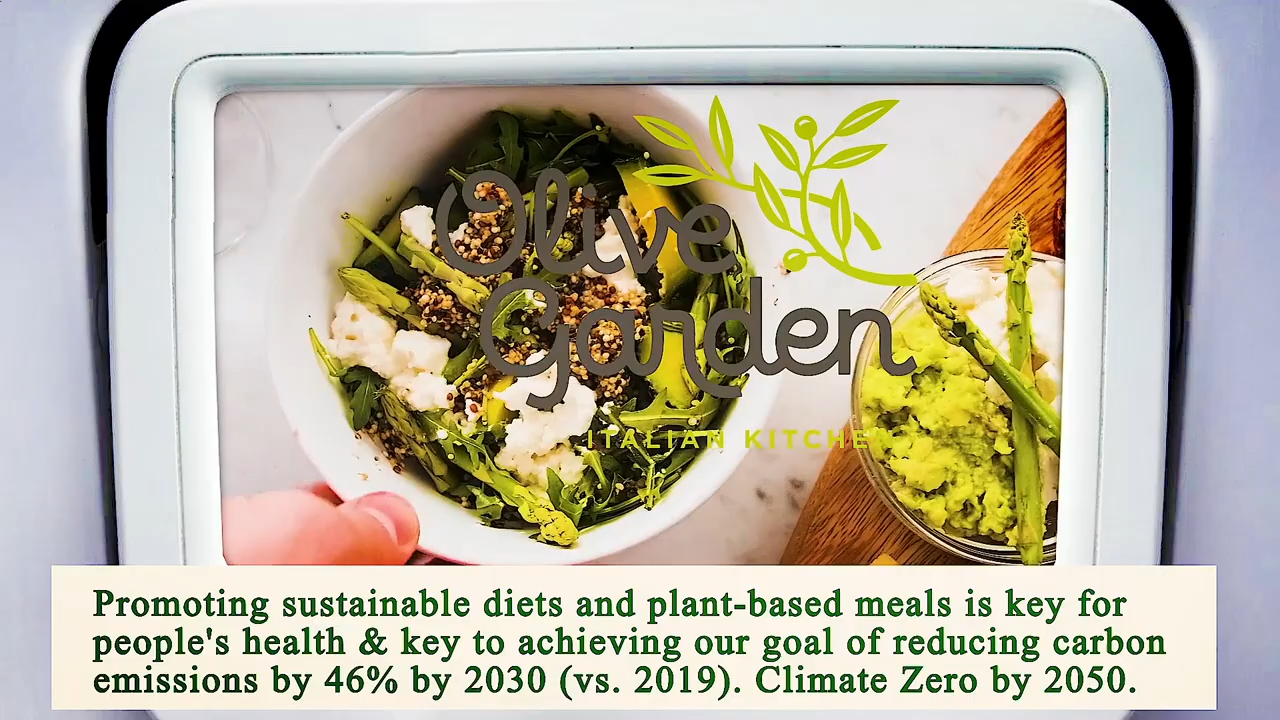 Olive
Garden
ITALIAN KITCHEN
Promoting sustainable diets and plant-based meals is key for
people's health & key to achieving our goal of reducing carbon
emissions by 46% by 2030 (vs. 2019). Climate Zero by 2050.